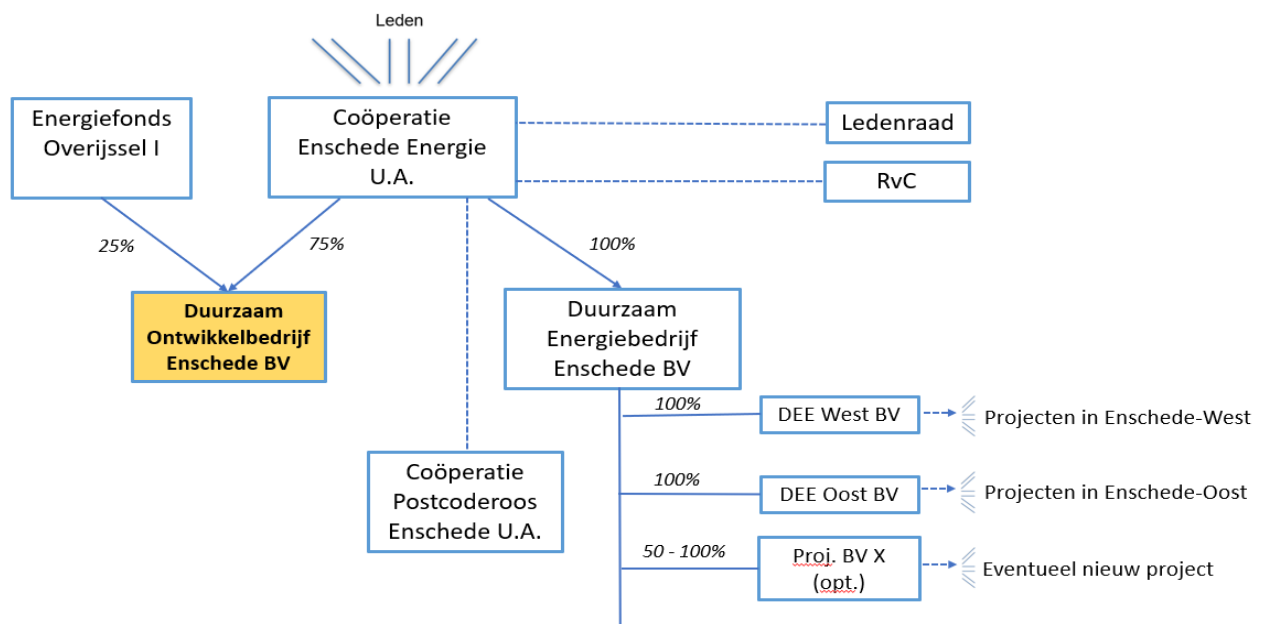 Leden
Energiefonds
Overijssel I
Coöperatie
Enschede Energie
U.A.
Ledenraad
RvC
25%
75%
100%
Duurzaam
Ontwikkelbedrijf
Enschede BV
Duurzaam
Energiebedrijf
Enschede BV
100%
DEE West BV
Projecten in Enschede-West
Coöperatie
Postcoderoos
Enschede U.A.
100%
DEE Oost BV
Projecten in Enschede-Oost
50 - 100%
Proj. BV X
(opt.)
Eventueel nieuw project